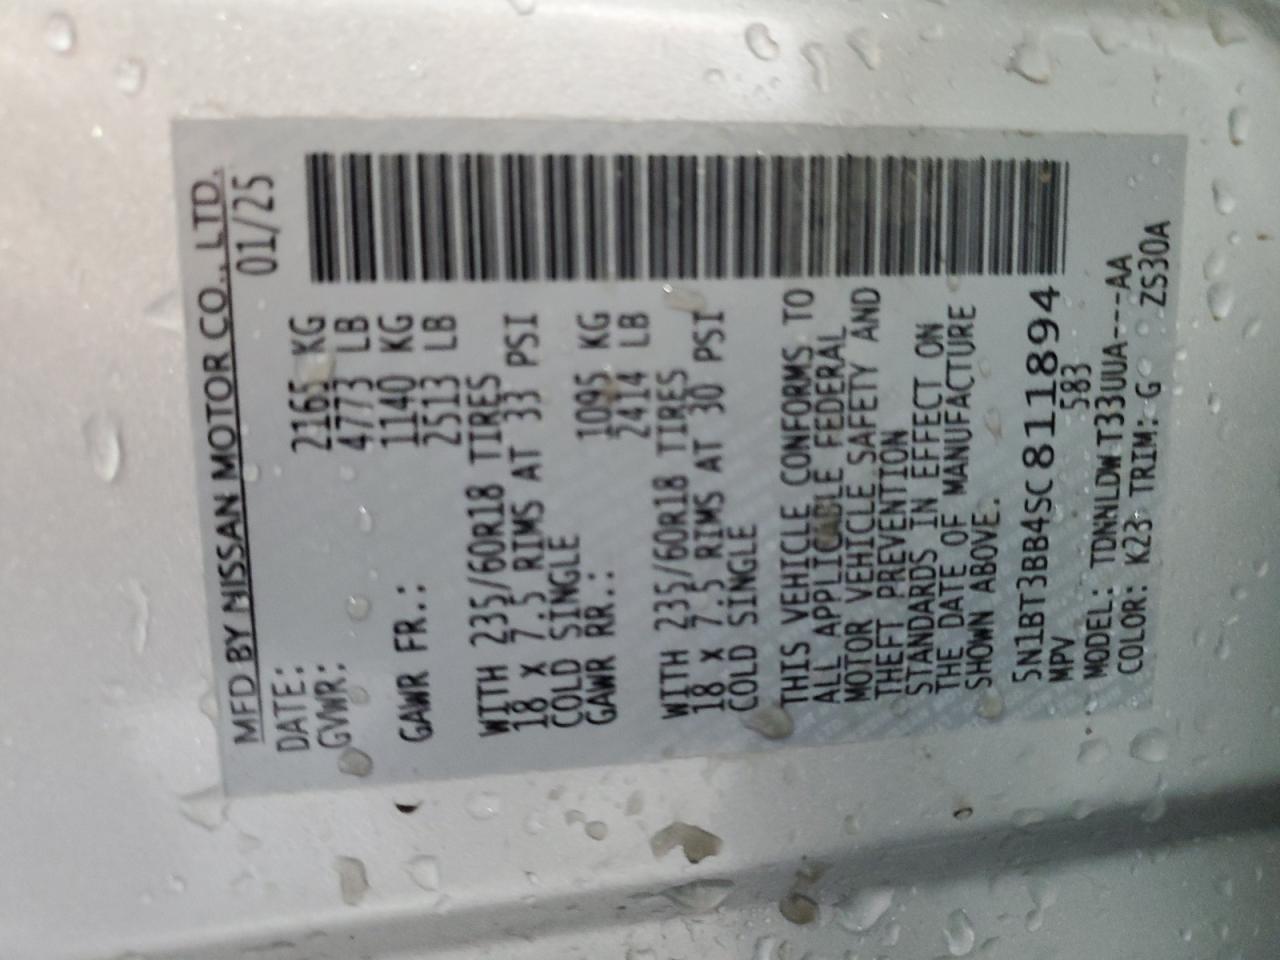 MFD BY NISSAN MOTOR CO., LTD.
DATE: 01/25
GVWR: 2165 KG
4773 LB
GAWR FR.: 1140 KG
2513 LB
WITH 235/60R18 TIRES
18 X 7.5 RIMS AT 33 PSI
COLD SINGLE
GAWR RR.: 1095 KG
2414 LB
WITH 235/60R18 TIRES
18 X 7.5 RIMS AT 30 PSI
COLD SINGLE
THIS VEHICLE CONFORMS TO
ALL APPLICABLE FEDERAL
MOTOR VEHICLE SAFETY AND
THEFT PREVENTION
STANDARDS IN EFFECT ON
THE DATE OF MANUFACTURE
SHOWN ABOVE.
5N1BT3BB4SC811894
MPV 583
MODEL: TDNNLDWT33UUA---AA
COLOR: K23 TRIM: G ZS30A